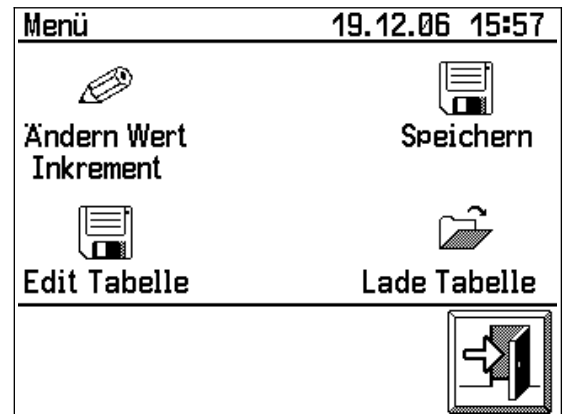 Menü 19.12.06 15:57
Ändern Wert
Inkrement
Speichern
Edit Tabelle
Lade Tabelle